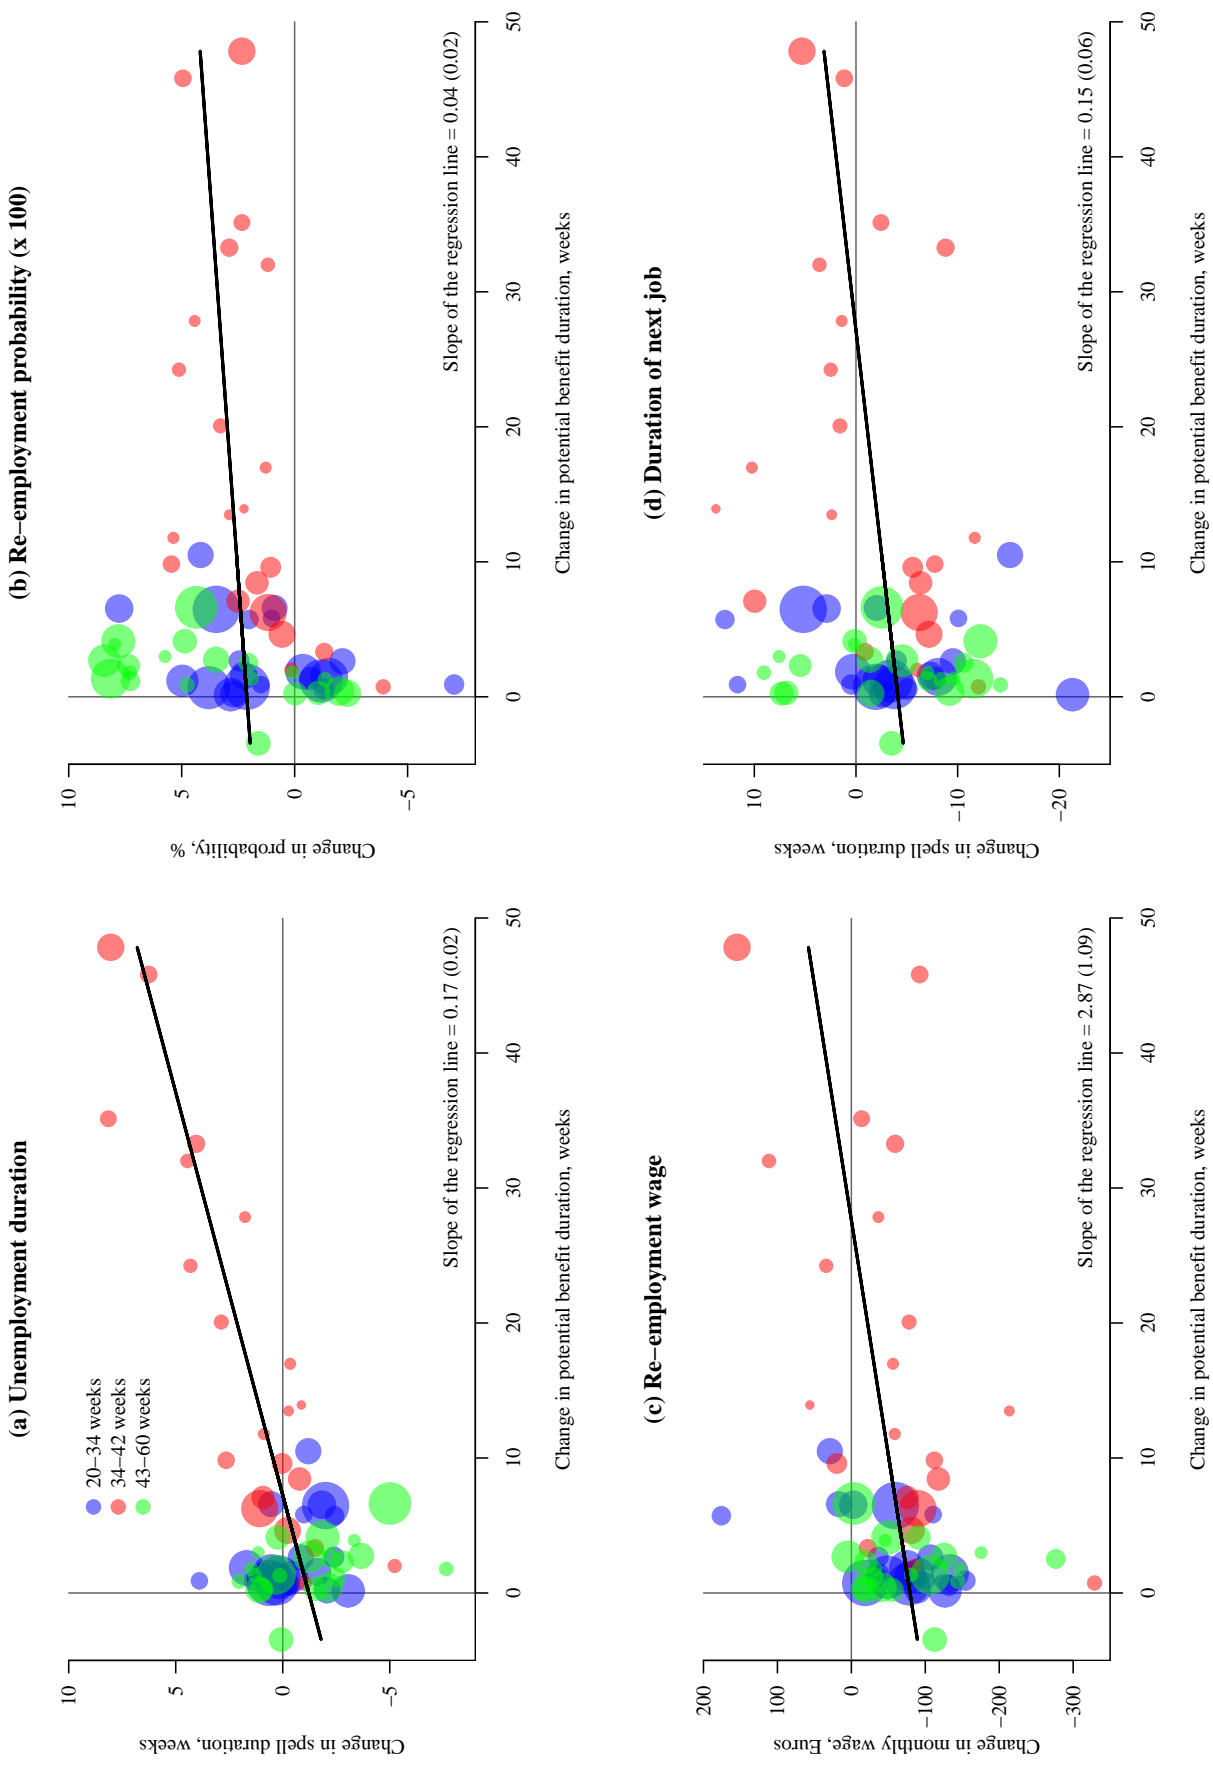 (a) Unemployment duration
20−34 weeks
34−42 weeks
43−60 weeks
10
5
0
−5
Change in spell duration, weeks
Slope of the regression line = 0.17 (0.02)
0
10
20
30
40
50
Change in potential benefit duration, weeks
(b) Re−employment probability (x 100)
10
5
0
−5
Change in probability, %
Slope of the regression line = 0.04 (0.02)
0
10
20
30
40
50
Change in potential benefit duration, weeks
(c) Re−employment wage
200
100
0
−100
−200
−300
Change in monthly wage, Euros
Slope of the regression line = 2.87 (1.09)
0
10
20
30
40
50
Change in potential benefit duration, weeks
(d) Duration of next job
10
0
−10
−20
Change in spell duration, weeks
Slope of the regression line = 0.15 (0.06)
0
10
20
30
40
50
Change in potential benefit duration, weeks